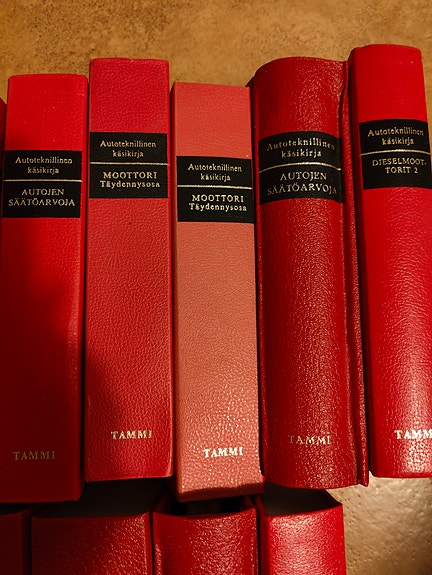 Autoteknillinen
käsikirja
AUTOJEN
SÄÄTÖARVOJA
TAMMI
Autoteknillinen
käsikirja
MOOTTORI
Täydennysosa
TAMMI
Autoteknillinen
käsikirja
MOOTTORI
Täydennysosa
TAMMI
Autoteknillinen
käsikirja
AUTOJEN
SÄÄTÖARVOJA
TAMMI
Autoteknillinen
käsikirja
DIESELMOOT-
TORIT 2
TAMM